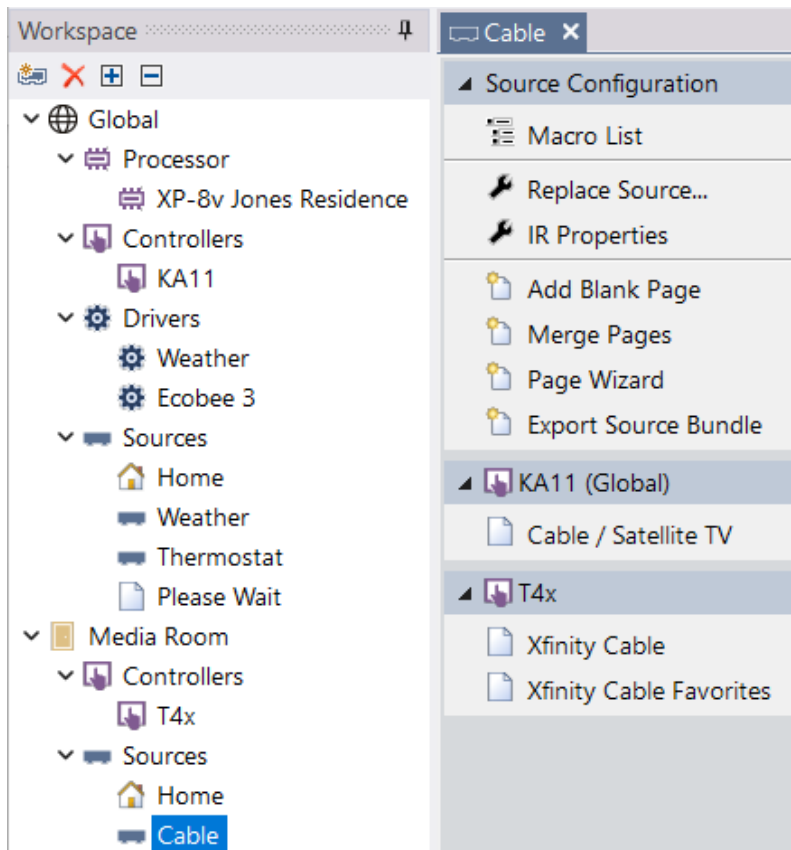 Workspace
Global
Processor
XP-8v Jones Residence
Controllers
KA11
Drivers
Weather
Ecobee 3
Sources
Home
Weather
Thermostat
Please Wait
Media Room
Controllers
T4x
Sources
Home
Cable
Cable
Source Configuration
Macro List
Replace Source...
IR Properties
Add Blank Page
Merge Pages
Page Wizard
Export Source Bundle
KA11 (Global)
Cable / Satellite TV
T4x
Xfinity Cable
Xfinity Cable Favorites